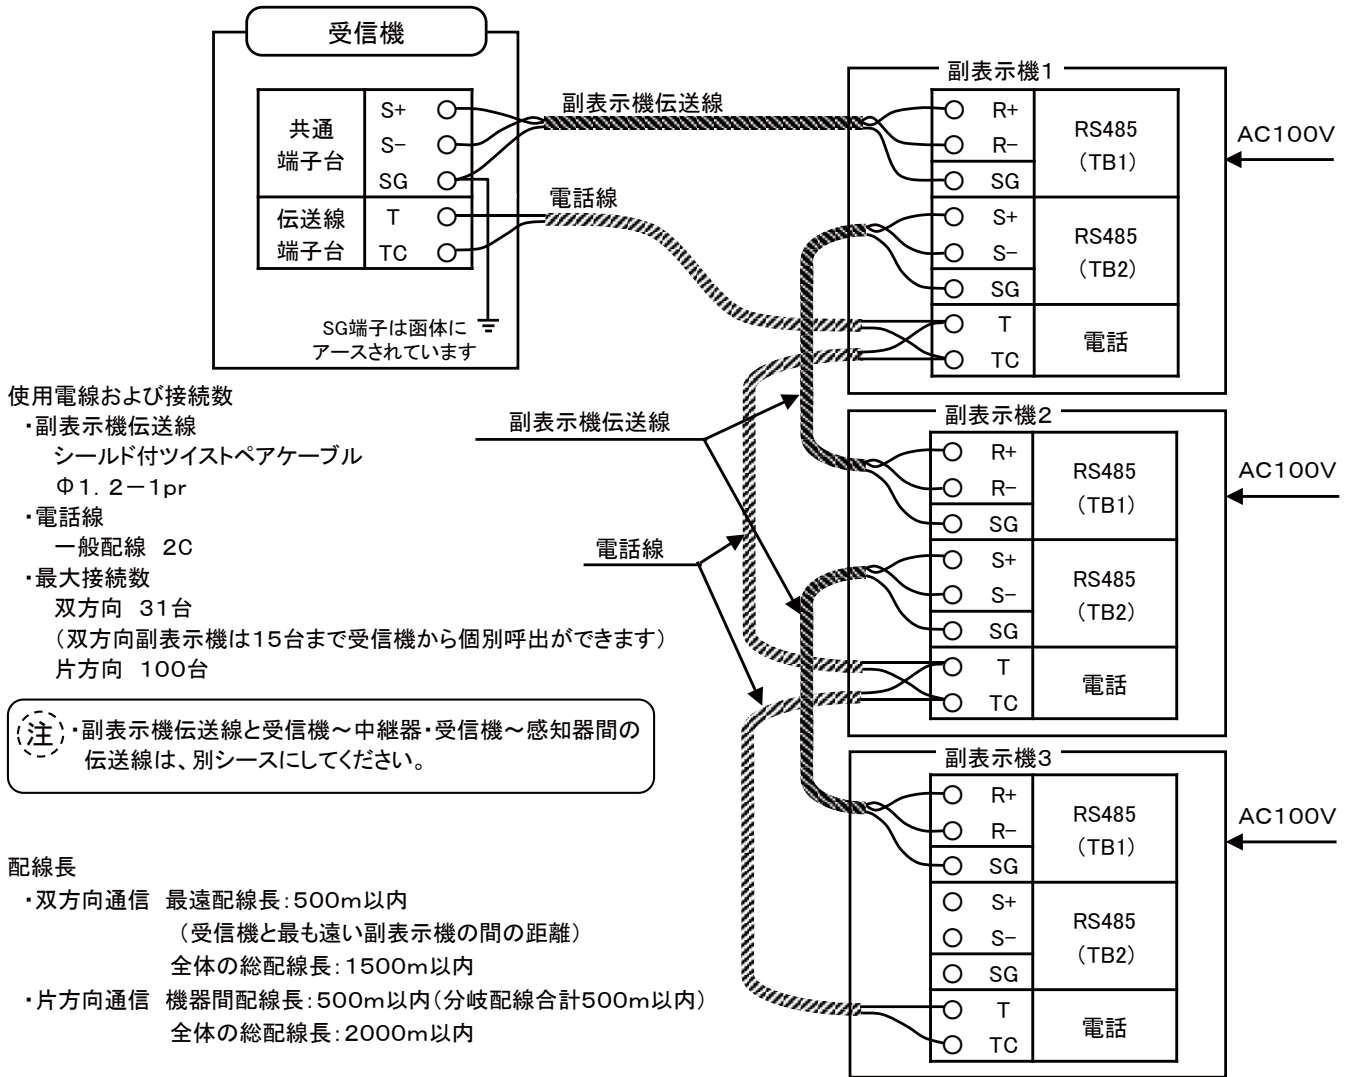 受信機
共通
端子台
S+
S−
SG
伝送線
端子台
T
TC
SG端子は函体に
アースされています
副表示機伝送線
電話線
副表示機1
R+
R−
SG
RS485
(TB1)
S+
S−
SG
RS485
(TB2)
T
TC
電話
AC100V
使用電線および接続数
・副表示機伝送線
シールド付ツイストペアケーブル
Φ1.2−1pr
・電話線
一般配線 2C
・最大接続数
双方向 31台
(双方向副表示機は15台まで受信機から個別呼出ができます)
片方向 100台
副表示機伝送線
電話線
副表示機2
R+
R−
SG
RS485
(TB1)
S+
S−
SG
RS485
(TB2)
T
TC
電話
AC100V
注
・副表示機伝送線と受信機~中継器・受信機~感知器間の
伝送線は、別シースにしてください。
副表示機3
R+
R−
SG
RS485
(TB1)
S+
S−
SG
RS485
(TB2)
T
TC
電話
AC100V
配線長
・双方向通信 最遠配線長:500m以内
(受信機と最も遠い副表示機の間の距離)
全体の総配線長:1500m以内
・片方向通信 機器間配線長:500m以内(分岐配線合計500m以内)
全体の総配線長:2000m以内